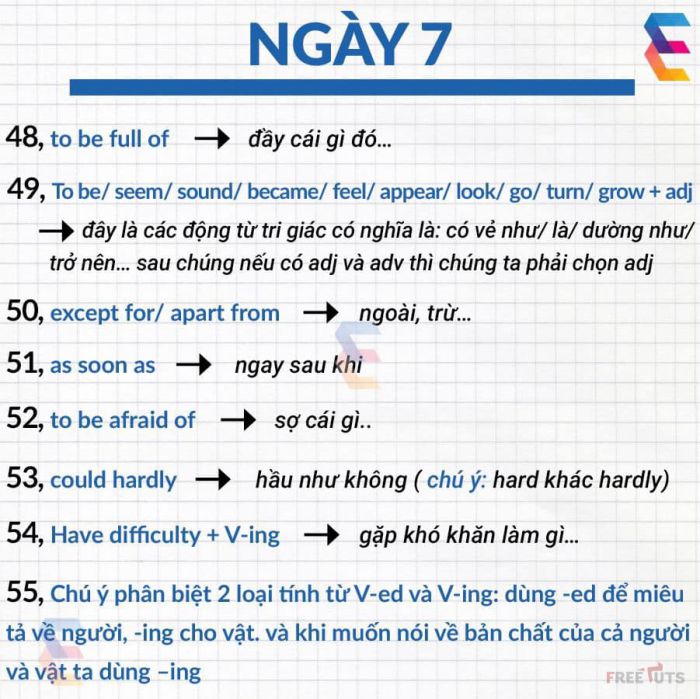 NGÀY 7
48, to be full of → đầy cái gì đó...
49, To be/ seem/ sound/ became/ feel/ appear/ look/ go/ turn/ grow + adj
→ đây là các động từ tri giác có nghĩa là: có vẻ như/ là/ dường như/
trở nên... sau chúng nếu có adj và adv thì chúng ta phải chọn adj
50, except for/ apart from → ngoài, trừ...
51, as soon as → ngay sau khi
52, to be afraid of → sợ cái gì..
53, could hardly → hầu như không ( chú ý: hard khác hardly)
54, Have difficulty + V-ing → gặp khó khăn làm gì...
55, Chú ý phân biệt 2 loại tính từ V-ed và V-ing: dùng -ed để miêu
tả về người, -ing cho vật. và khi muốn nói về bản chất của cả người
và vật ta dùng –ing
FREETUTS